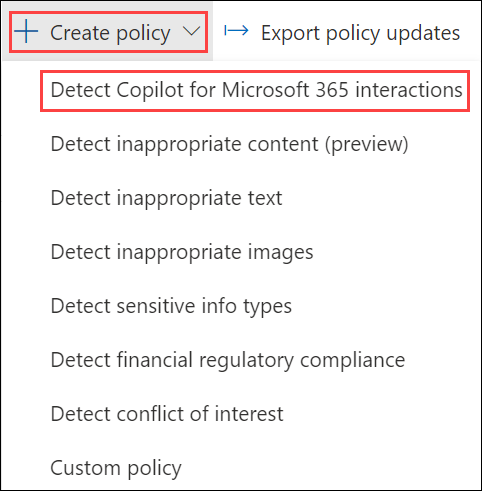 Create policy
Export policy updates
Detect Copilot for Microsoft 365 interactions
Detect inappropriate content (preview)
Detect inappropriate text
Detect inappropriate images
Detect sensitive info types
Detect financial regulatory compliance
Detect conflict of interest
Custom policy